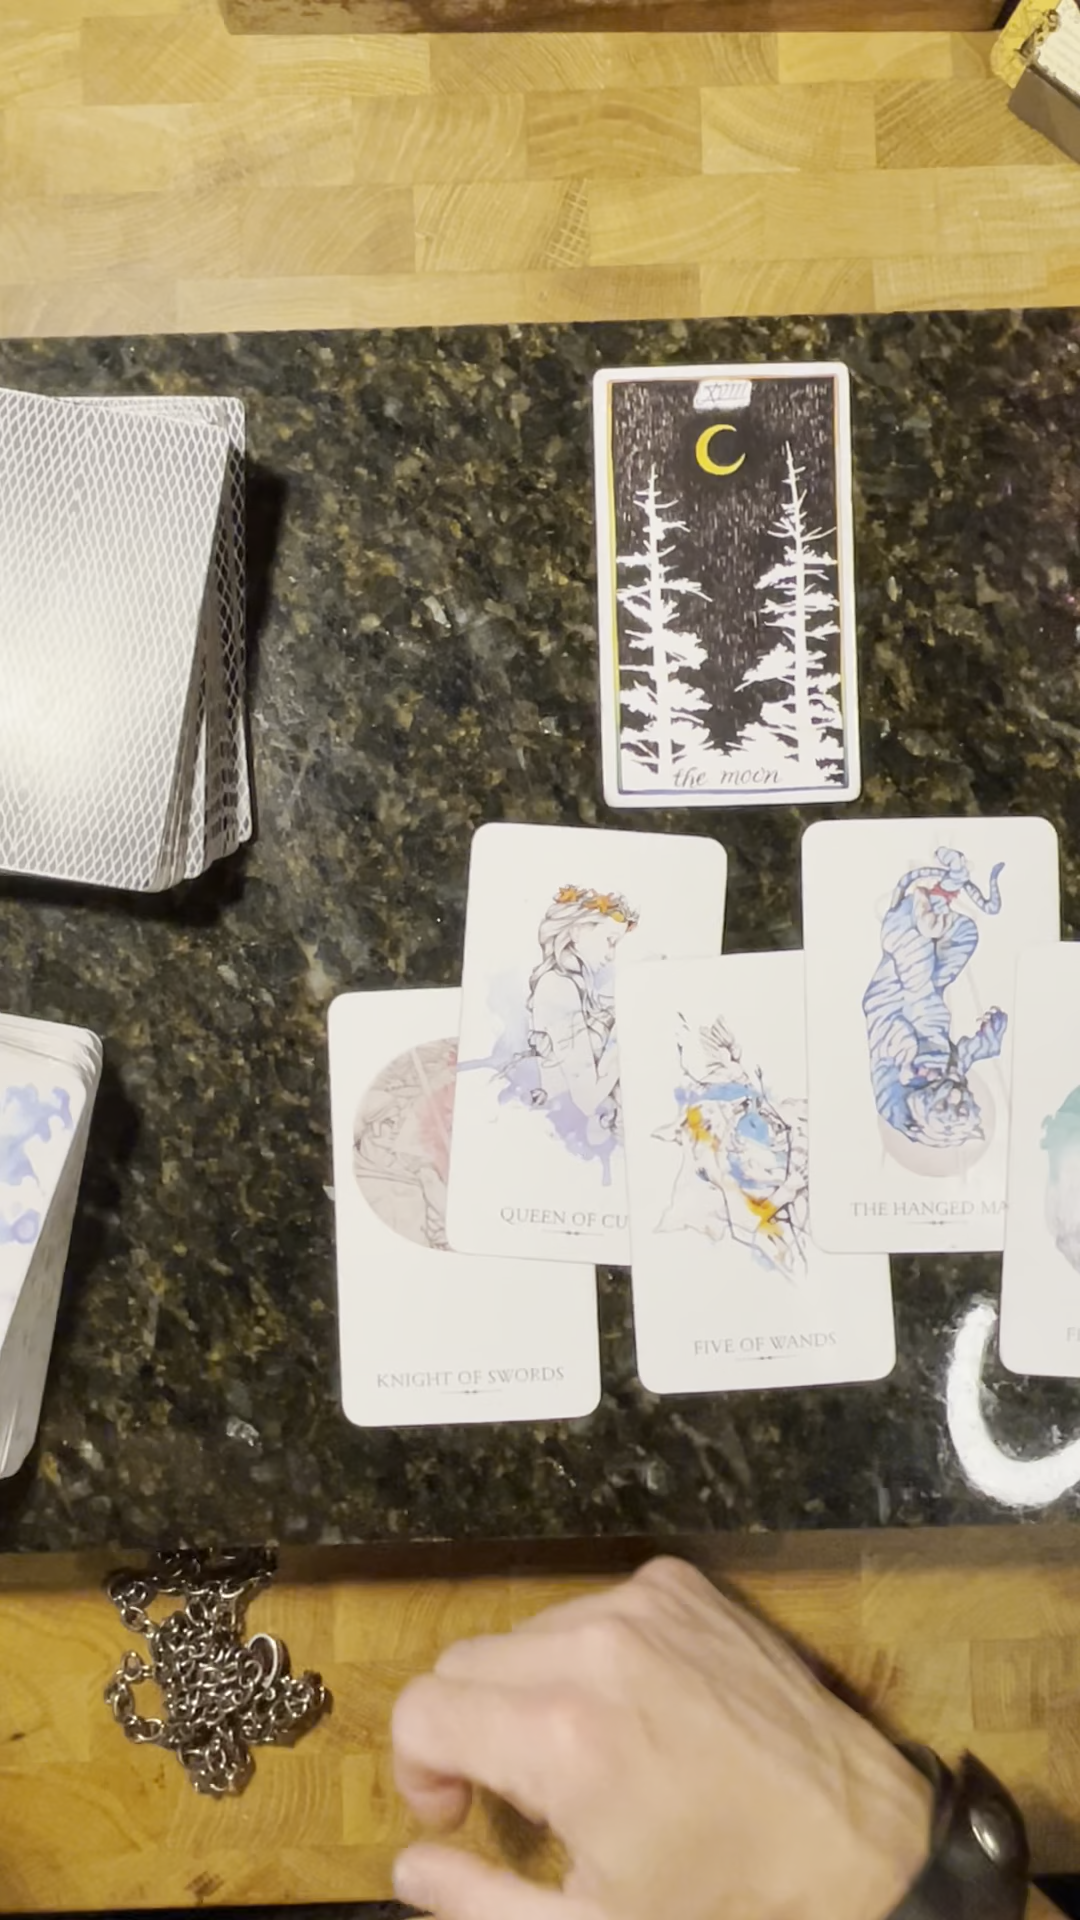 XVIII
the moon
QUEEN OF CU
THE HANGED MA
FIVE OF WANDS
KNIGHT OF SWORDS